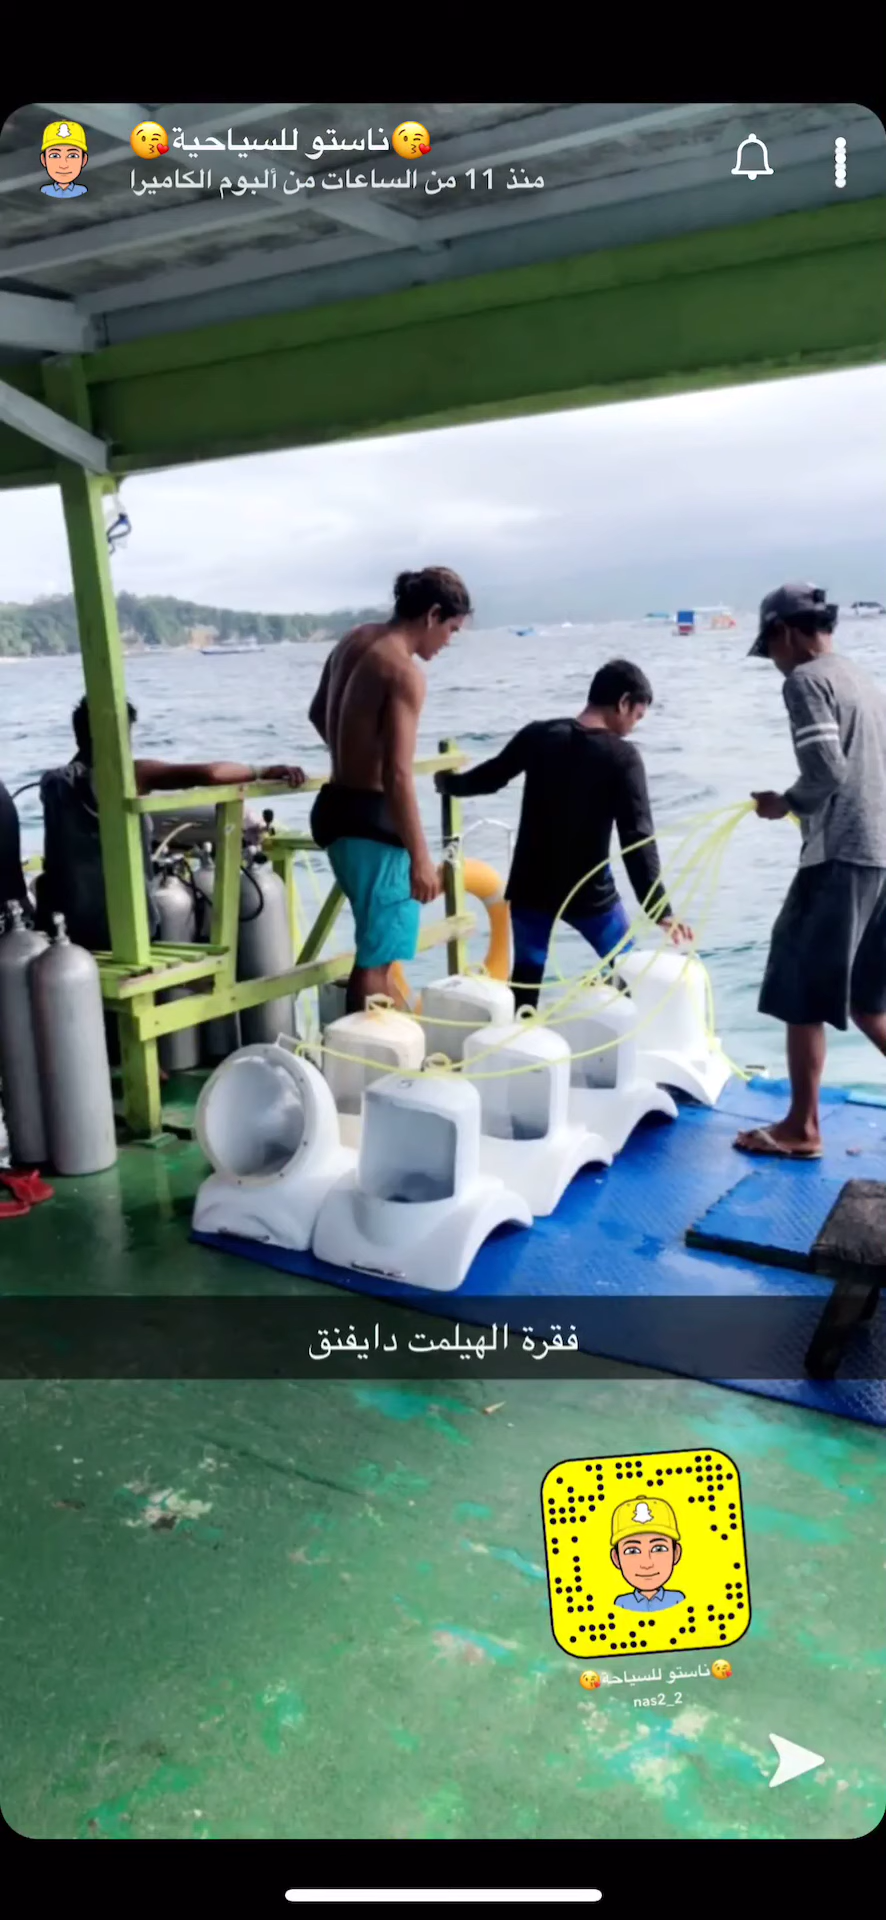 😘ناستو للسياحية😘
منذ 11 من الساعات من ألبوم الكاميرا
فقرة الهيلمت دايفنق
😘ناستو للسياحة😘
nas2_2